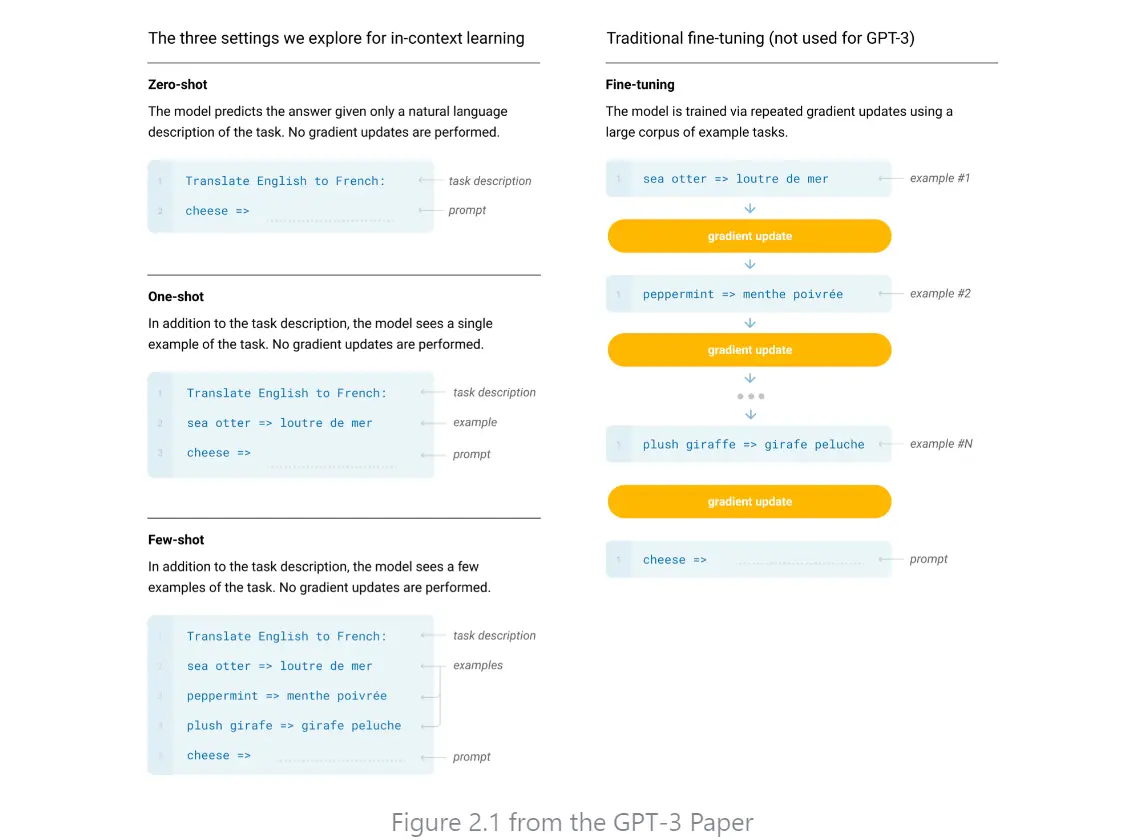 The three settings we explore for in-context learning
Zero-shot
The model predicts the answer given only a natural language
description of the task. No gradient updates are performed.
1 Translate English to French: task description
2 cheese => prompt
One-shot
In addition to the task description, the model sees a single
example of the task. No gradient updates are performed.
1 Translate English to French: task description
2 sea otter => loutre de mer example
3 cheese => prompt
Few-shot
In addition to the task description, the model sees a few
examples of the task. No gradient updates are performed.
1 Translate English to French: task description
2 sea otter => loutre de mer examples
3 peppermint => menthe poivrée
4 plush girafe => girafe peluche
5 cheese => prompt
Traditional fine-tuning (not used for GPT-3)
Fine-tuning
The model is trained via repeated gradient updates using a
large corpus of example tasks.
1 sea otter => loutre de mer example #1
gradient update
1 peppermint => menthe poivrée example #2
gradient update
1 plush giraffe => girafe peluche example #N
gradient update
1 cheese => prompt
Figure 2.1 from the GPT-3 Paper